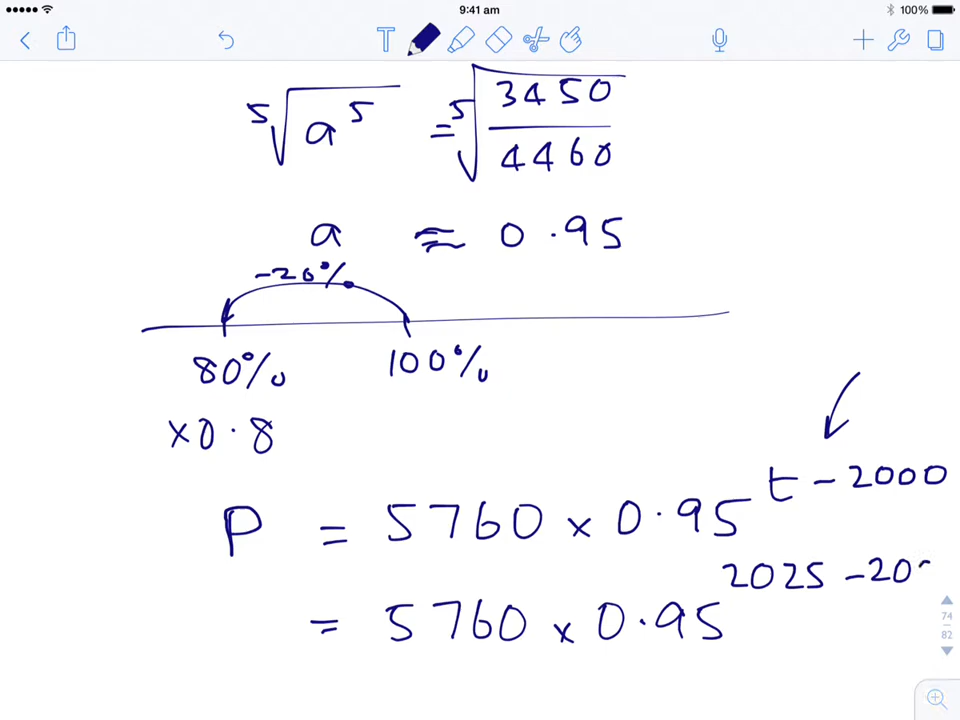 9:41 am 100%
T
⁵√a⁵ = ⁵√(3450/4460)
a ≈ 0.95
-20%
80% 100%
×0.8
P = 5760 × 0.95^(t-2000)
= 5760 × 0.95^(2025-20
74
82